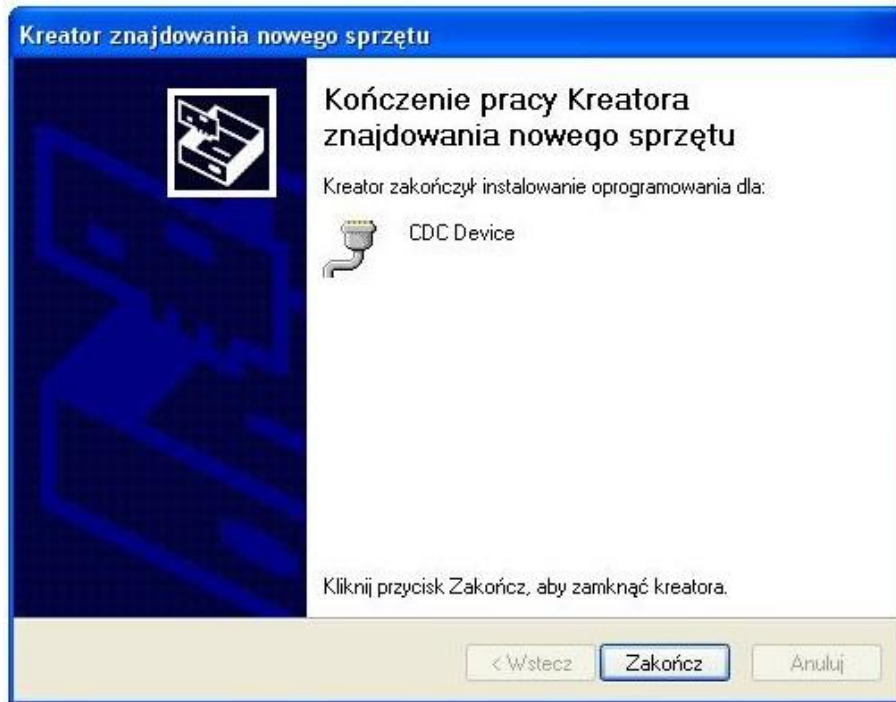 Kreator znajdowania nowego sprzętu
Kończenie pracy Kreatora
znajdowania nowego sprzętu
Kreator zakończył instalowanie oprogramowania dla:
CDC Device
Kliknij przycisk Zakończ, aby zamknąć kreatora.
< Wstecz Zakończ Anuluj